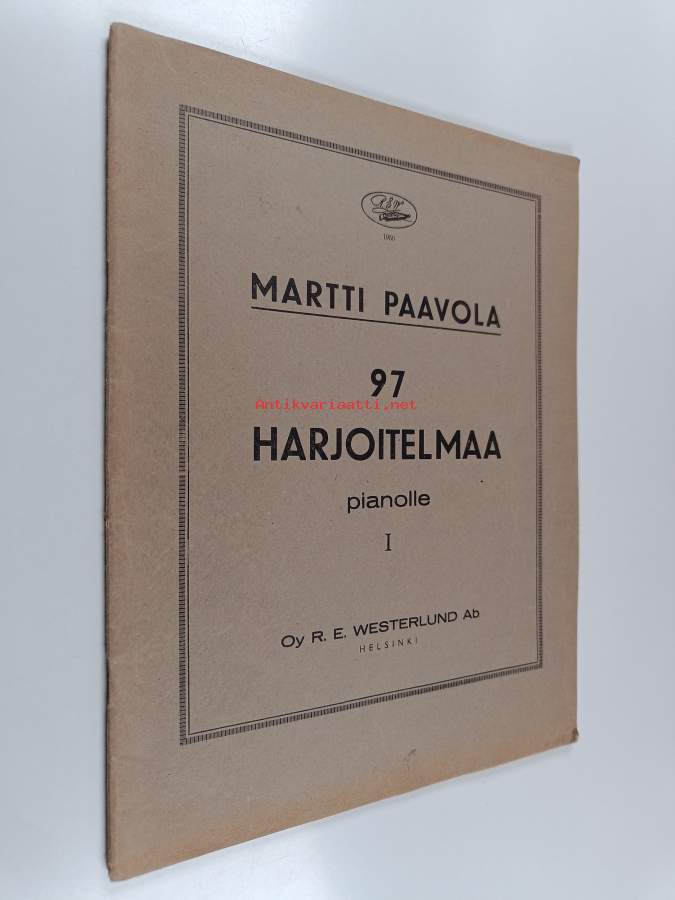 R E W
MARTTI PAAVOLA
97
Antikvariaatti.net
HARJOITELMAA
pianolle
I
Oy R. E. WESTERLUND Ab
HELSINKI